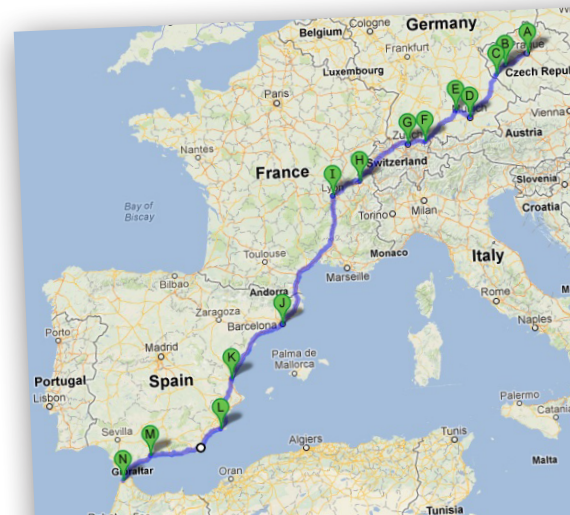 Belgium
Cologne
Germany
A
B
C
Prague
Frankfurt
Luxembourg
Czech Repu
Paris
E
D
Vienna
G
F
Austria
Nantes
H
Switzerland
France
I
Lyon
Slovenia
Bay of
Biscay
Torino
Milan
Croatia
Toulouse
Monaco
Italy
Bilbao
Marseille
Andorra
Rome
Zaragoza
J
Naples
Porto
Barcelona
Madrid
K
Palma de
Mallorca
Portugal
Spain
Lisbon
Palermo
L
Catania
Sevilla
M
Algiers
Tunis
N
Gibraltar
Oran
Malta
Tunisia